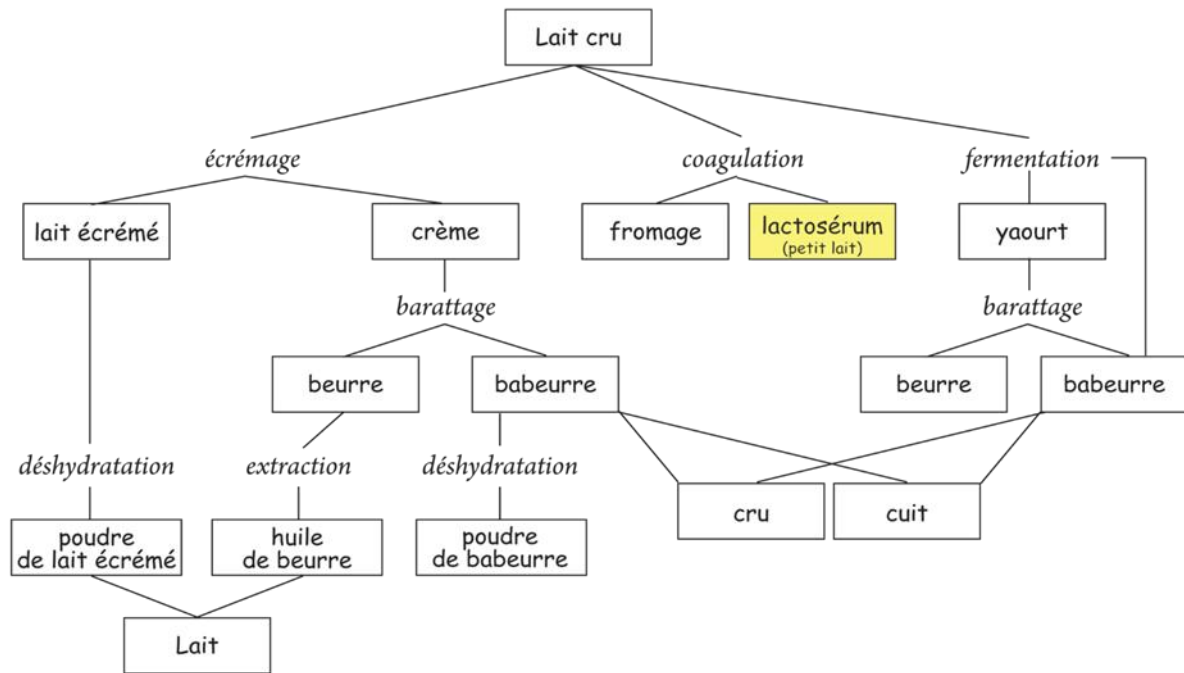 Lait cru
écrémage
coagulation
fermentation
lait écrémé
crème
fromage
lactosérum
(petit lait)
yaourt
barattage
barattage
beurre
babeurre
beurre
babeurre
déshydratation
extraction
déshydratation
cru
cuit
poudre
de lait écrémé
huile
de beurre
poudre
de babeurre
Lait